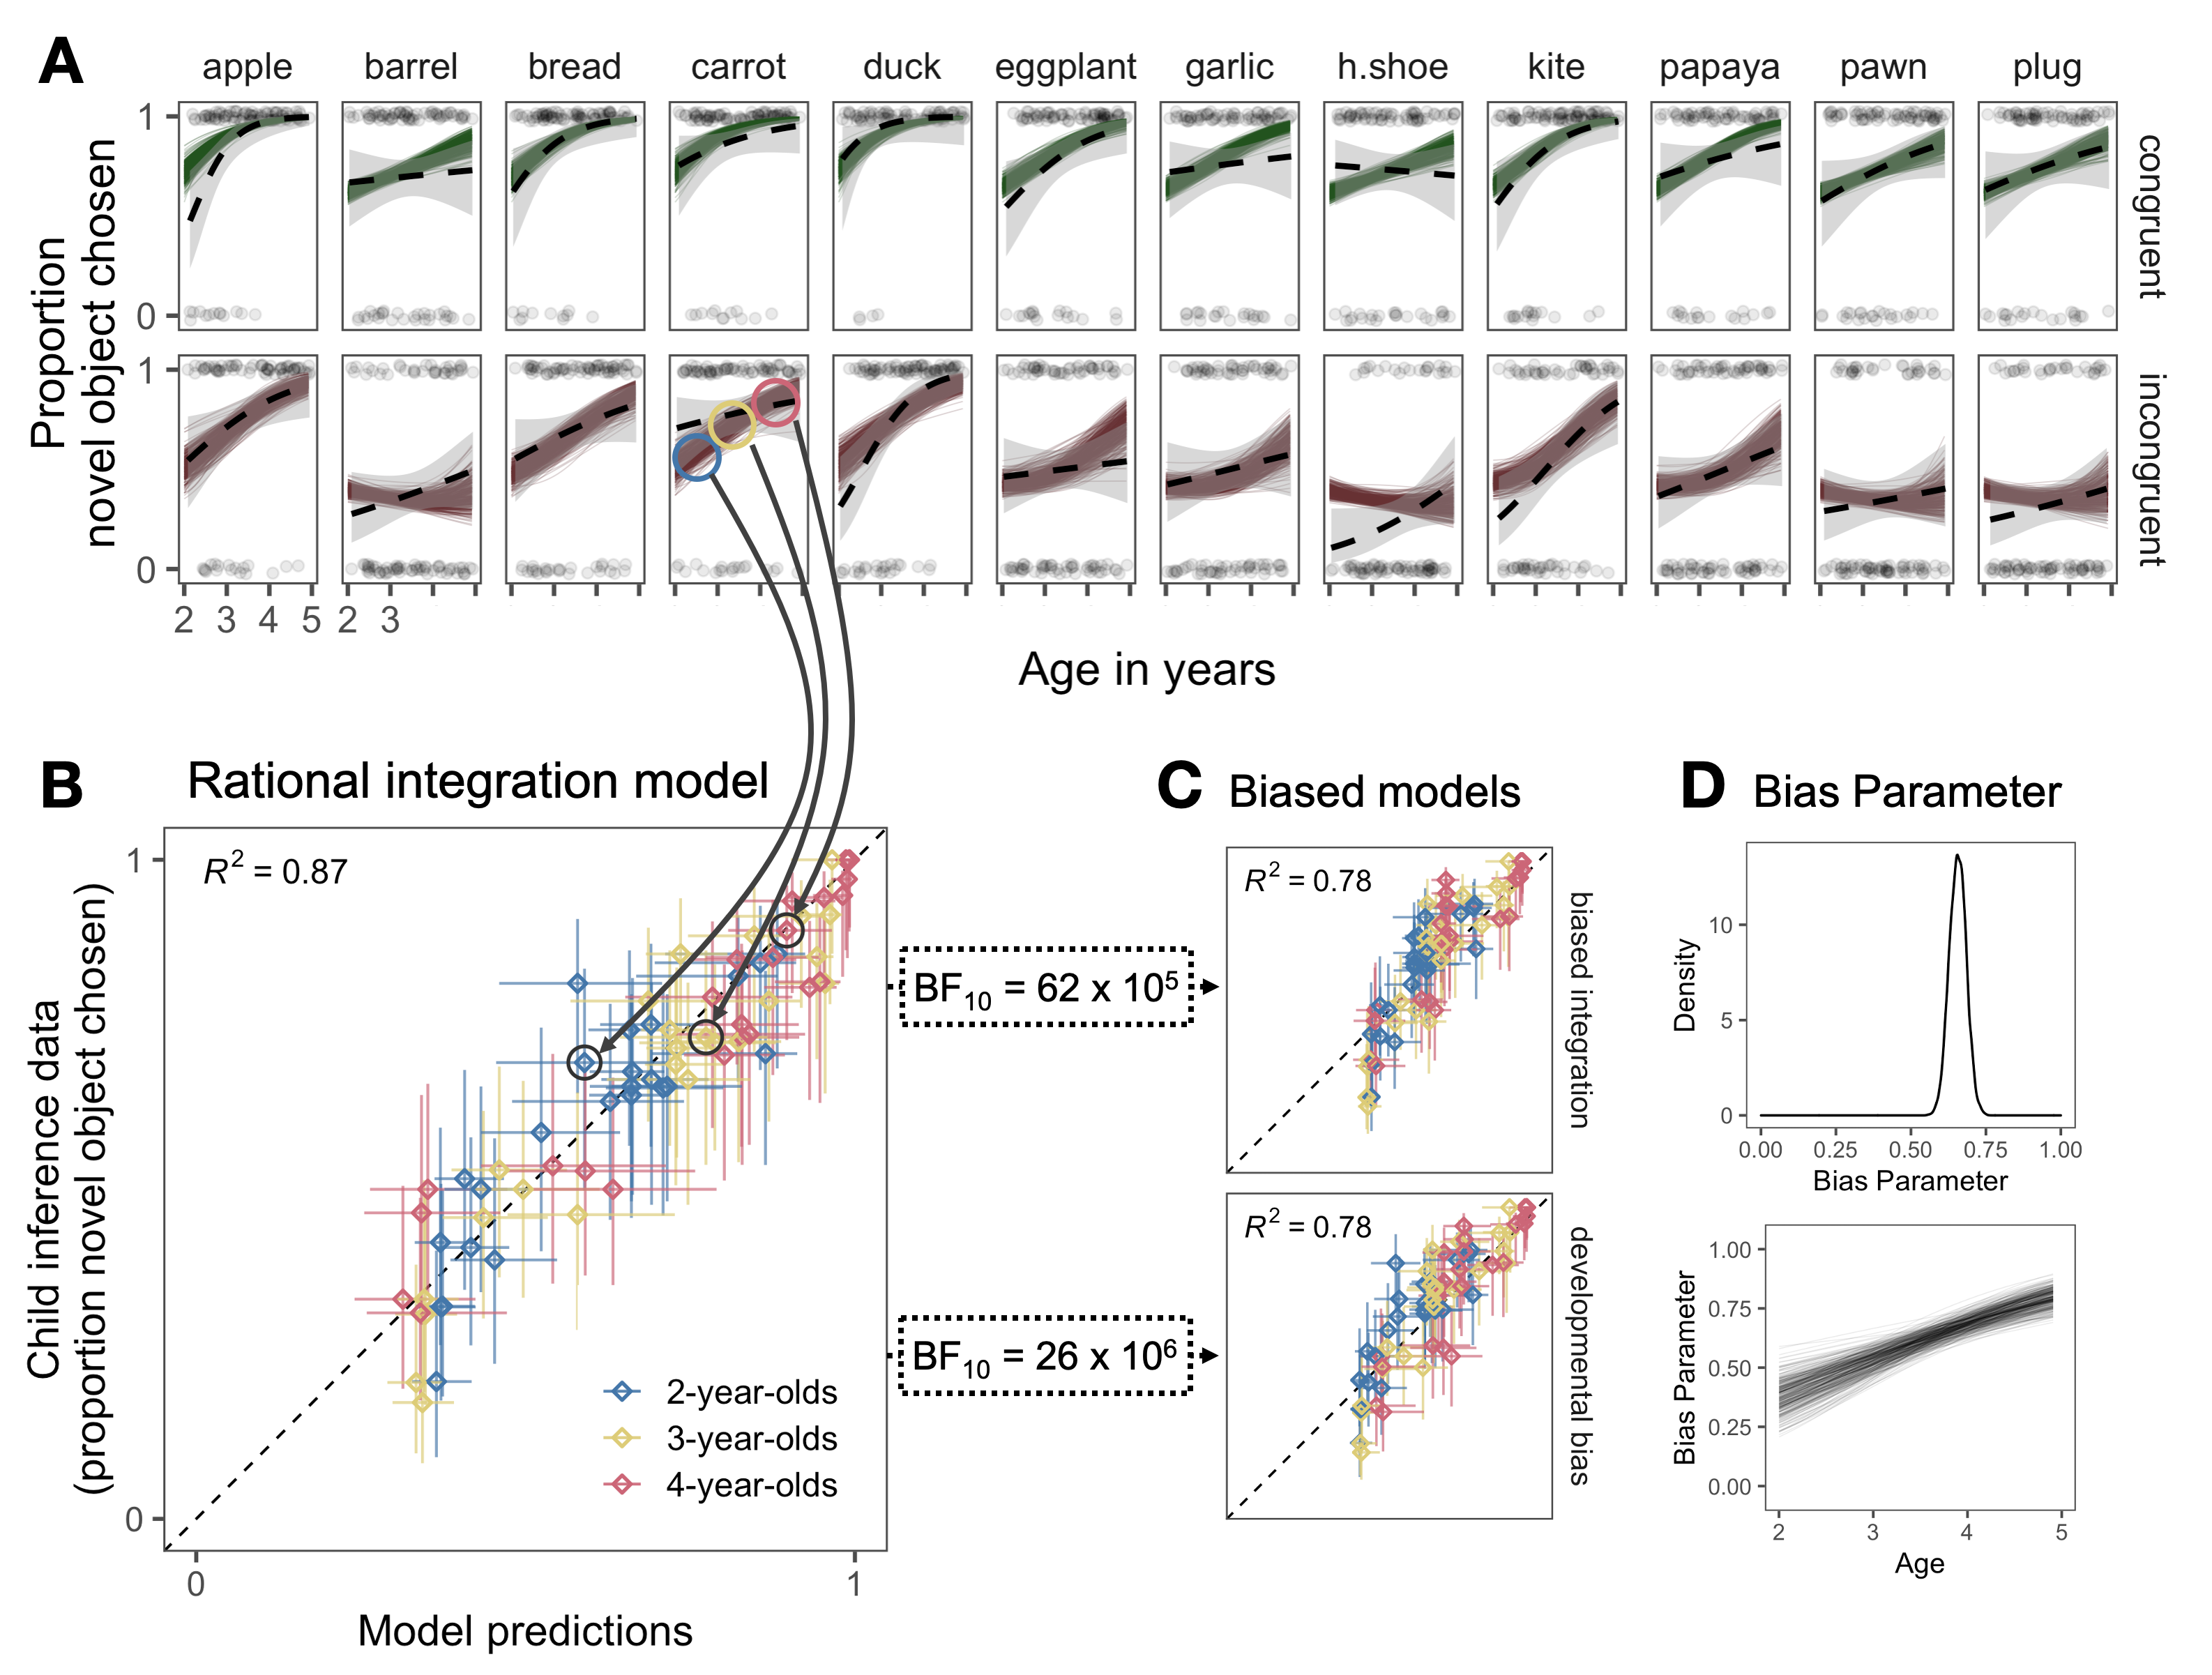 A
apple barrel bread carrot duck eggplant garlic h.shoe kite papaya pawn plug
Proportion
novel object chosen
1
0
congruent
1
0
incongruent
2 3 4 5 2 3
Age in years
B Rational integration model
R² = 0.87
Child inference data
(proportion novel object chosen)
1
0
2-year-olds
3-year-olds
4-year-olds
0 1
Model predictions
BF₁₀ = 62 x 10⁵
BF₁₀ = 26 x 10⁶
C Biased models
R² = 0.78
biased integration
R² = 0.78
developmental bias
D Bias Parameter
Density
10
5
0
0.00 0.25 0.50 0.75 1.00
Bias Parameter
Bias Parameter
1.00
0.75
0.50
0.25
0.00
2 3 4 5
Age